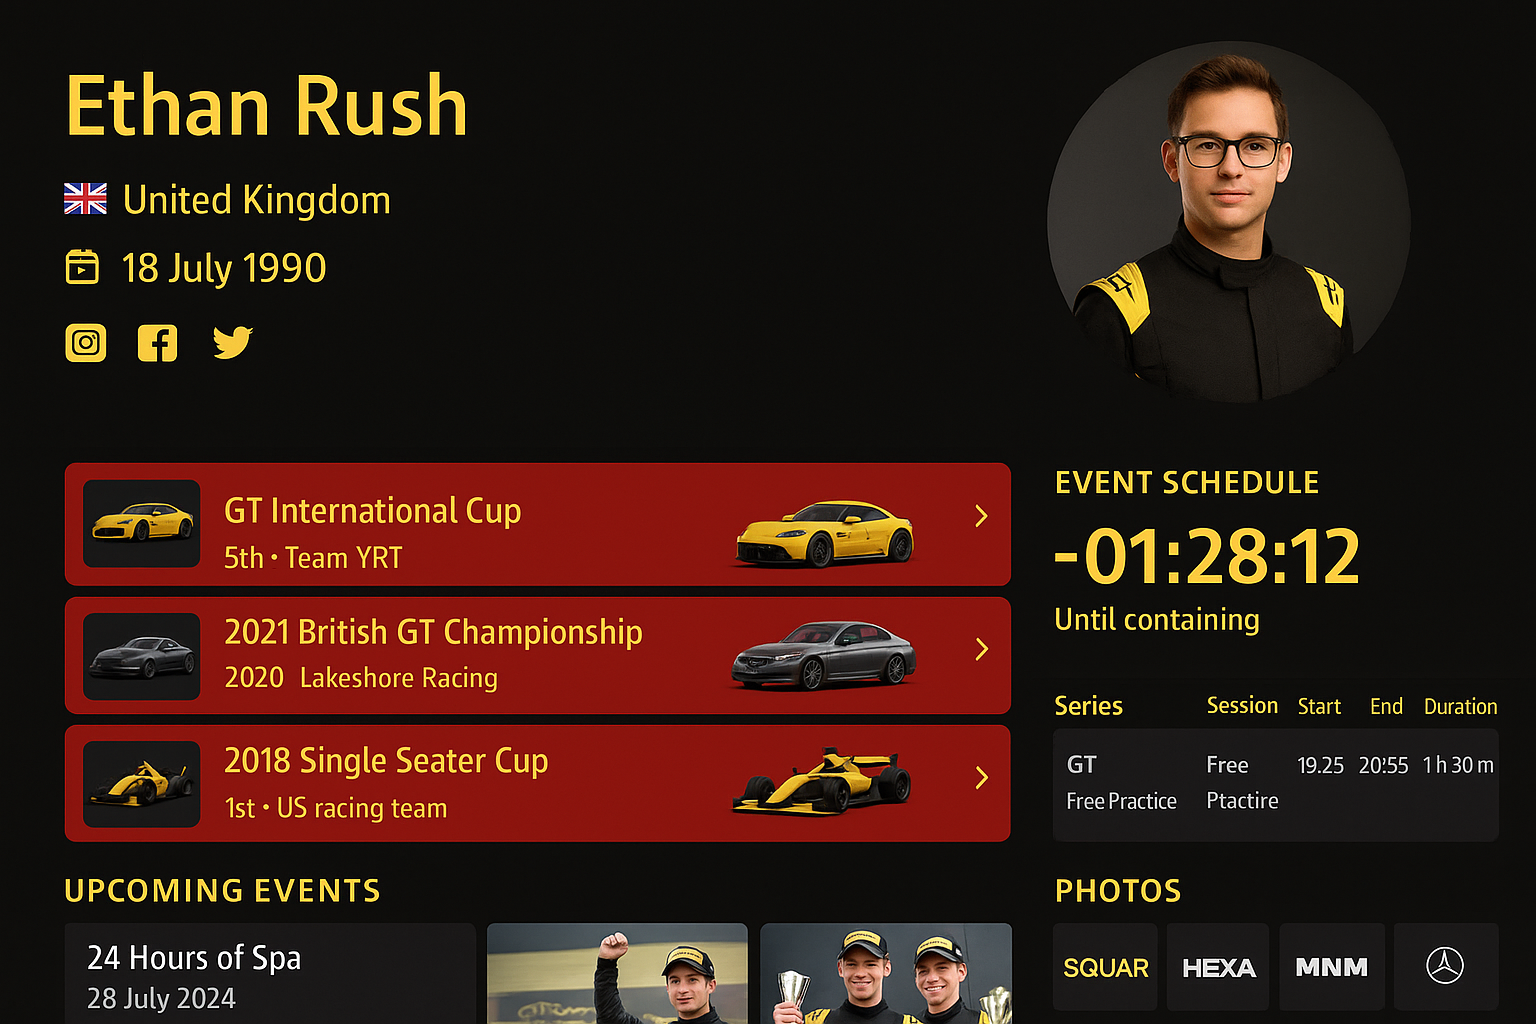 Ethan Rush
United Kingdom
18 July 1990
GT International Cup
5th • Team YRT
2021 British GT Championship
2020 Lakeshore Racing
2018 Single Seater Cup
1st • US racing team
EVENT SCHEDULE
-01:28:12
Until containing
Series Session Start End Duration
GT Free 19.25 20:55 1 h 30 m
Free Practice Ptactire
UPCOMING EVENTS
24 Hours of Spa
28 July 2024
PHOTOS
SQUAR HEXA MNM